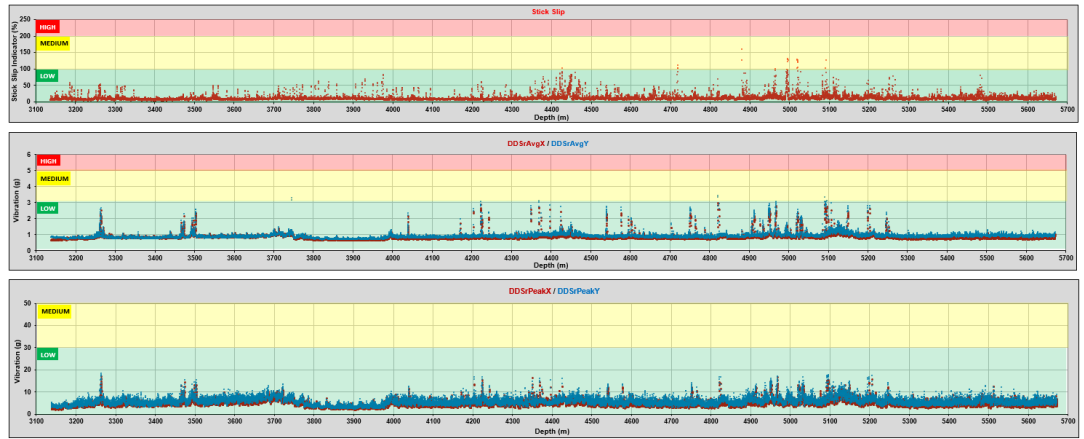 Stick Slip
Stick Slip Indicator (%)
250
200
150
100
50
0
HIGH
MEDIUM
LOW
3100 3200 3300 3400 3500 3600 3700 3800 3900 4000 4100 4200 4300 4400 4500 4600 4700 4800 4900 5000 5100 5200 5300 5400 5500 5600 5700
Depth (m)
DDSrAvgX / DDSrAvgY
Vibration (g)
6
5
4
3
2
1
0
HIGH
MEDIUM
LOW
3100 3200 3300 3400 3500 3600 3700 3800 3900 4000 4100 4200 4300 4400 4500 4600 4700 4800 4900 5000 5100 5200 5300 5400 5500 5600 5700
Depth (m)
DDSrPeakX / DDSrPeakY
Vibration (g)
50
40
30
20
10
0
MEDIUM
LOW
3100 3200 3300 3400 3500 3600 3700 3800 3900 4000 4100 4200 4300 4400 4500 4600 4700 4800 4900 5000 5100 5200 5300 5400 5500 5600 5700
Depth (m)